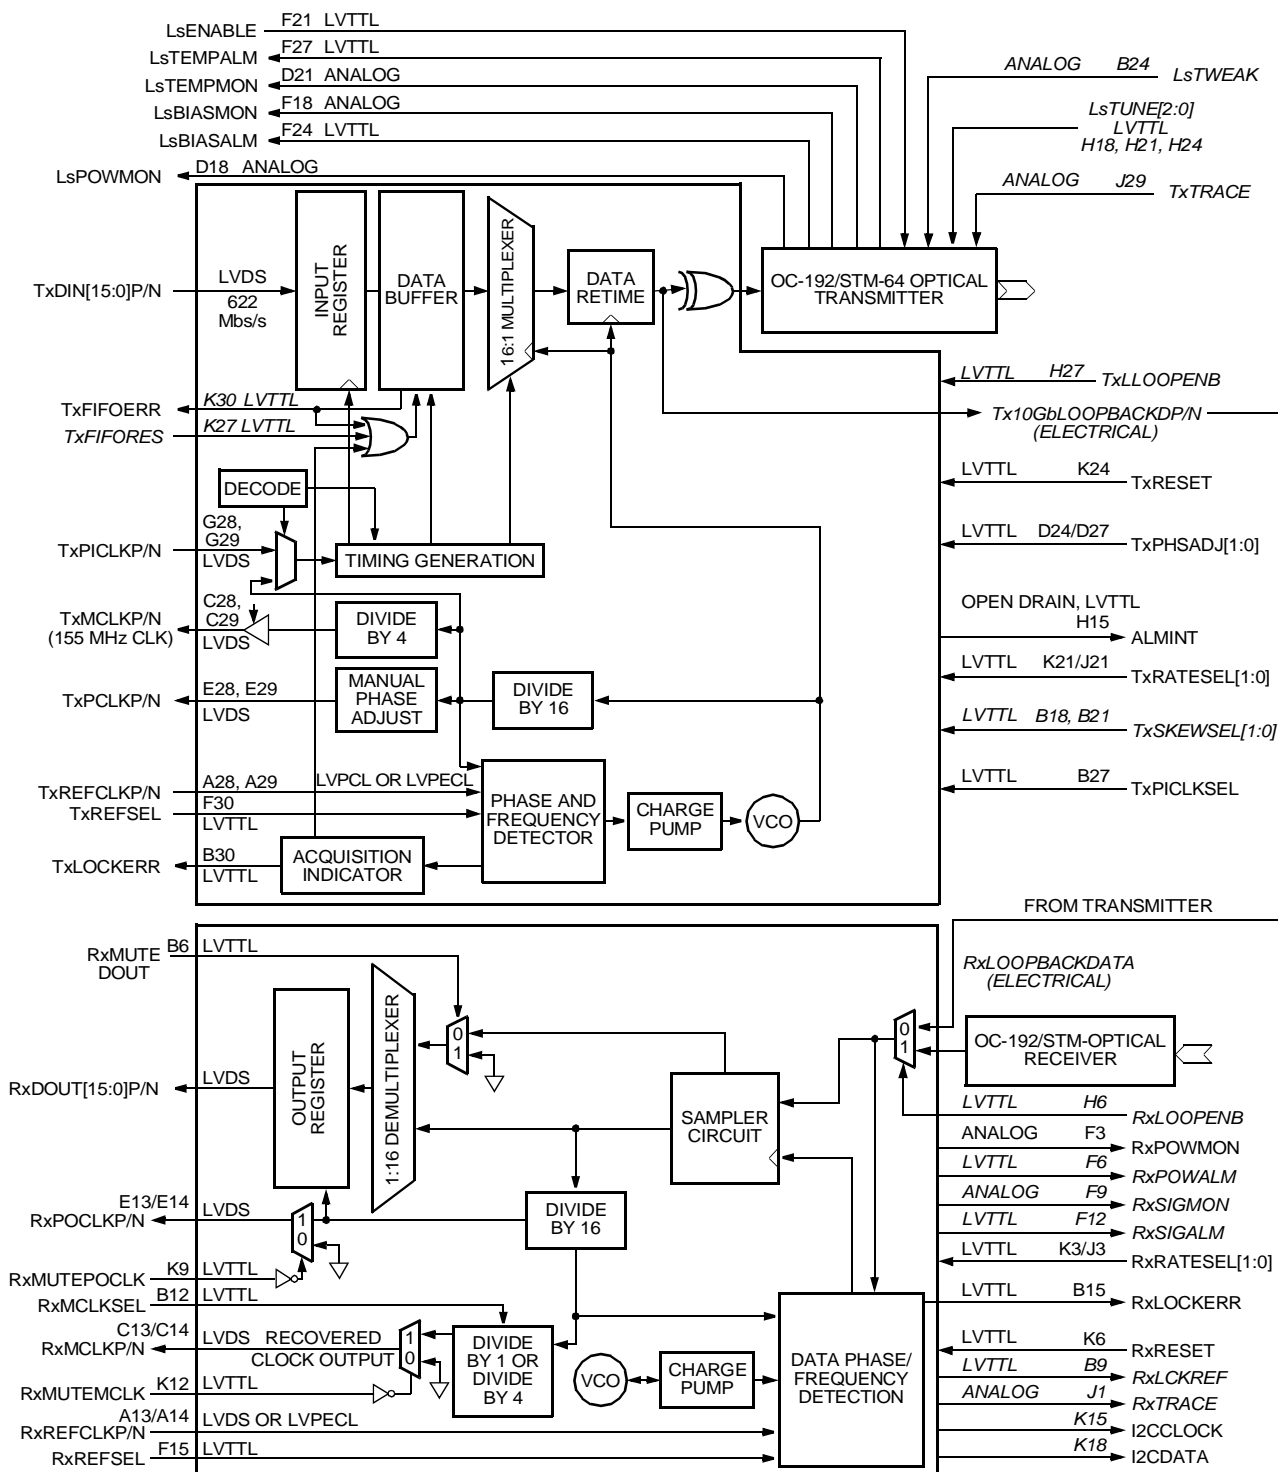 LsENABLE F21 LVTTL
LsTEMPALM F27 LVTTL
LsTEMPMON D21 ANALOG
LsBIASMON F18 ANALOG
LsBIASALM F24 LVTTL
LsPOWMON D18 ANALOG
ANALOG B24 LsTWEAK
LsTUNE[2:0]
LVTTL
H18, H21, H24
ANALOG J29 TxTRACE
TxDIN[15:0]P/N
LVDS
622
Mbs/s
INPUT
REGISTER
DATA
BUFFER
16:1 MULTIPLEXER
DATA
RETIME
OC-192/STM-64 OPTICAL
TRANSMITTER
LVTTL H27 TxLLOOPENB
Tx10GbLOOPBACKDP/N
(ELECTRICAL)
TxFIFOERR K30 LVTTL
TxFIFORES K27 LVTTL
LVTTL K24 TxRESET
DECODE
TxPICLKP/N
G28,
G29
LVDS
TIMING GENERATION
LVTTL D24/D27 TxPHSADJ[1:0]
TxMCLKP/N
(155 MHz CLK)
C28,
C29
LVDS
DIVIDE
BY 4
OPEN DRAIN, LVTTL
H15
ALMINT
LVTTL K21/J21 TxRATESEL[1:0]
TxPCLKP/N
E28, E29
LVDS
MANUAL
PHASE
ADJUST
DIVIDE
BY 16
LVTTL B18, B21 TxSKEWSEL[1:0]
TxREFCLKP/N A28, A29 LVPCL OR LVPECL
TxREFSEL F30
LVTTL
PHASE AND
FREQUENCY
DETECTOR
CHARGE
PUMP
VCO
LVTTL B27 TxPICLKSEL
TxLOCKERR B30
LVTTL
ACQUISITION
INDICATOR
FROM TRANSMITTER
RxMUTE
DOUT
B6 LVTTL
RxLOOPBACKDATA
(ELECTRICAL)
OUTPUT
REGISTER
1:16 DEMULTIPLEXER
0
1
0
1
OC-192/STM-OPTICAL
RECEIVER
RxDOUT[15:0]P/N LVDS
SAMPLER
CIRCUIT
LVTTL H6 RxLOOPENB
ANALOG F3 RxPOWMON
LVTTL F6 RxPOWALM
ANALOG F9 RxSIGMON
LVTTL F12 RxSIGALM
LVTTL K3/J3 RxRATESEL[1:0]
E13/E14
RxPOCLKP/N LVDS
1
0
DIVIDE
BY 16
RxMUTEPOCLK K9 LVTTL
RxMCLKSEL B12 LVTTL
LVTTL B15 RxLOCKERR
C13/C14
RxMCLKP/N LVDS RECOVERED
CLOCK OUTPUT
1
0
DIVIDE
BY 1 OR
DIVIDE
BY 4
VCO
CHARGE
PUMP
DATA PHASE/
FREQUENCY
DETECTION
LVTTL K6 RxRESET
LVTTL B9 RxLCKREF
ANALOG J1 RxTRACE
RxMUTEMCLK K12 LVTTL
A13/A14
RxREFCLKP/N LVDS OR LVPECL
K15 I2CCLOCK
RxREFSEL F15 LVTTL
K18 I2CDATA